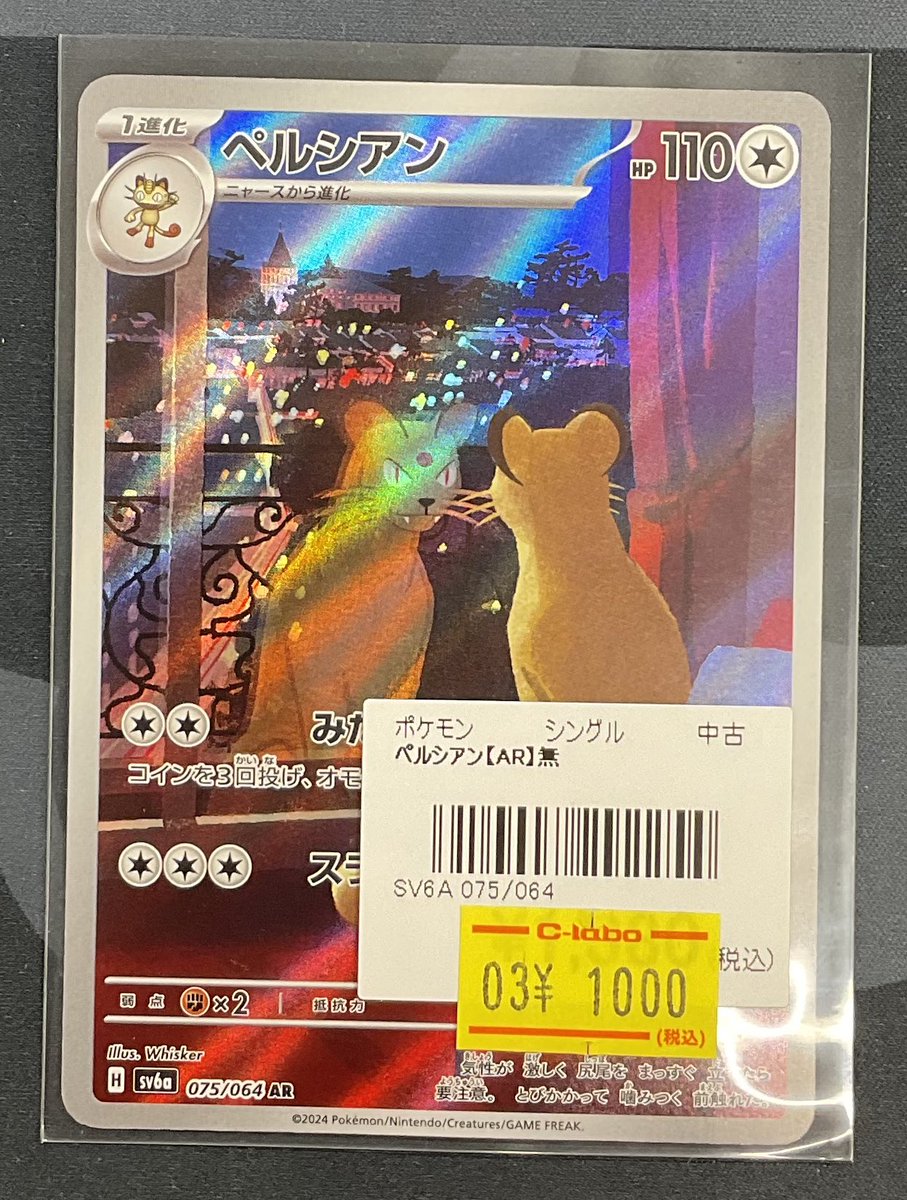 1進化
ペルシアン
HP 110
ニャースから進化
みだ
コインを3回投げ、オモ
かい な
スラ
ポケモン シングル 中古
ペルシアン【AR】無
SV6A 075/064
税込)
C-labo
03¥ 1000
(税込)
弱点 ×2 抵抗力
Illus. Whisker
H sv6a 075/064 AR
気性が 激しく 尻尾を まっすぐ 立
たら
要注意。 とびかかって 噛みつく 前触れだ。
©2024 Pokémon/Nintendo/Creatures/GAME FREAK.